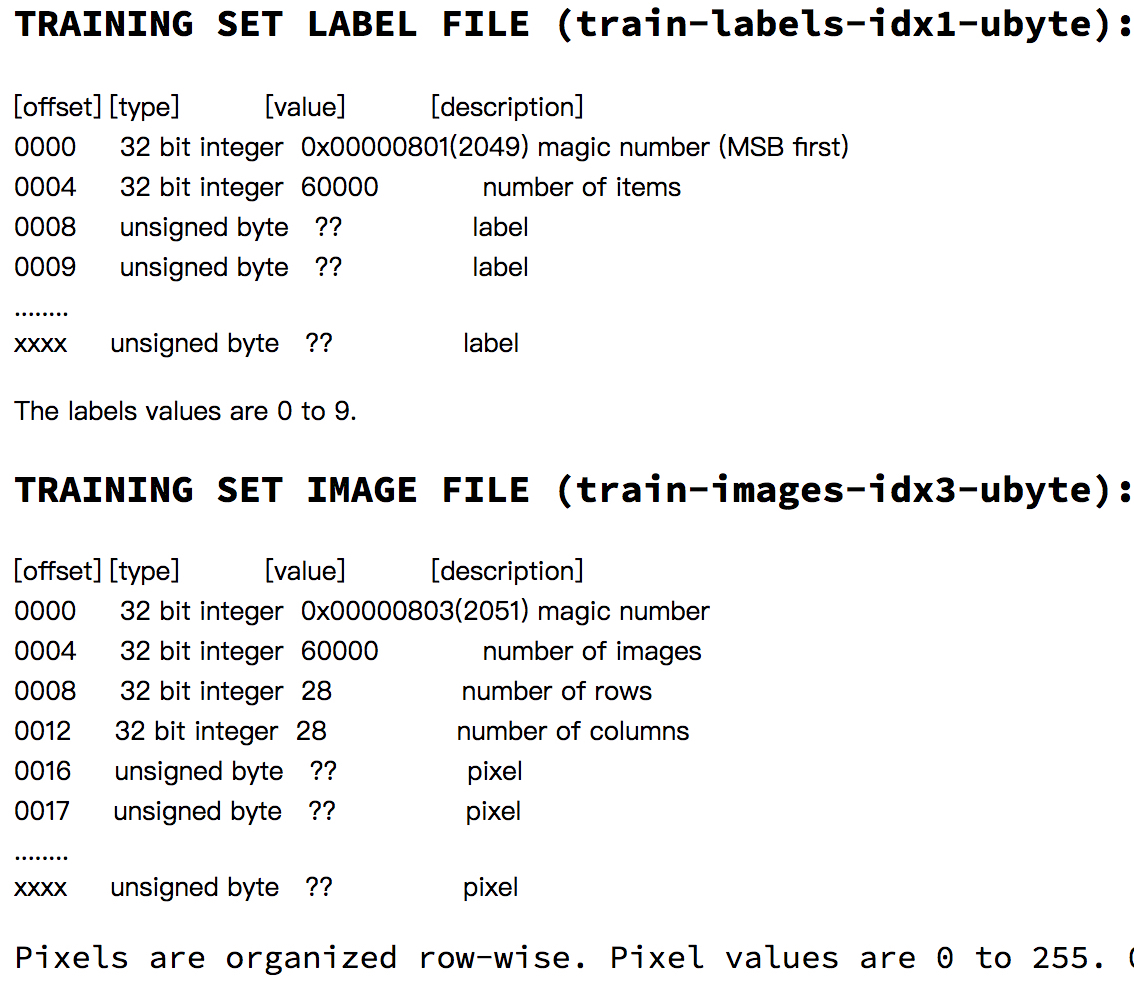 TRAINING SET LABEL FILE (train-labels-idx1-ubyte):
[offset] [type] [value] [description]
0000 32 bit integer 0x00000801(2049) magic number (MSB first)
0004 32 bit integer 60000 number of items
0008 unsigned byte ?? label
0009 unsigned byte ?? label
........
xxxx unsigned byte ?? label
The labels values are 0 to 9.
TRAINING SET IMAGE FILE (train-images-idx3-ubyte):
[offset] [type] [value] [description]
0000 32 bit integer 0x00000803(2051) magic number
0004 32 bit integer 60000 number of images
0008 32 bit integer 28 number of rows
0012 32 bit integer 28 number of columns
0016 unsigned byte ?? pixel
0017 unsigned byte ?? pixel
........
xxxx unsigned byte ?? pixel
Pixels are organized row-wise. Pixel values are 0 to 255.